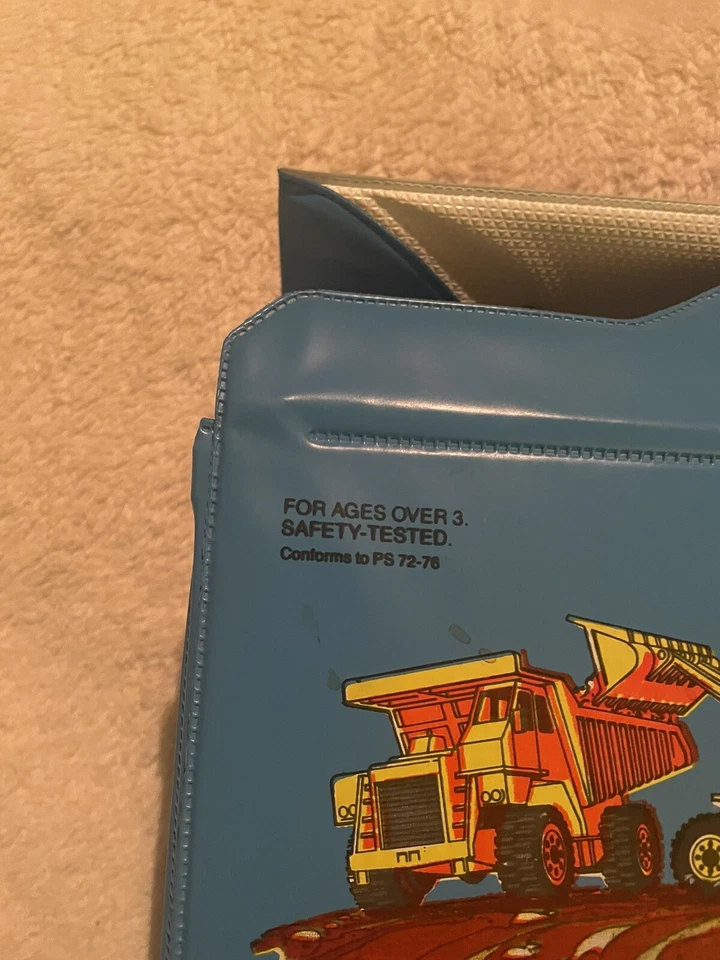 FOR AGES OVER 3.
SAFETY-TESTED.
Conforms to PS 72-76